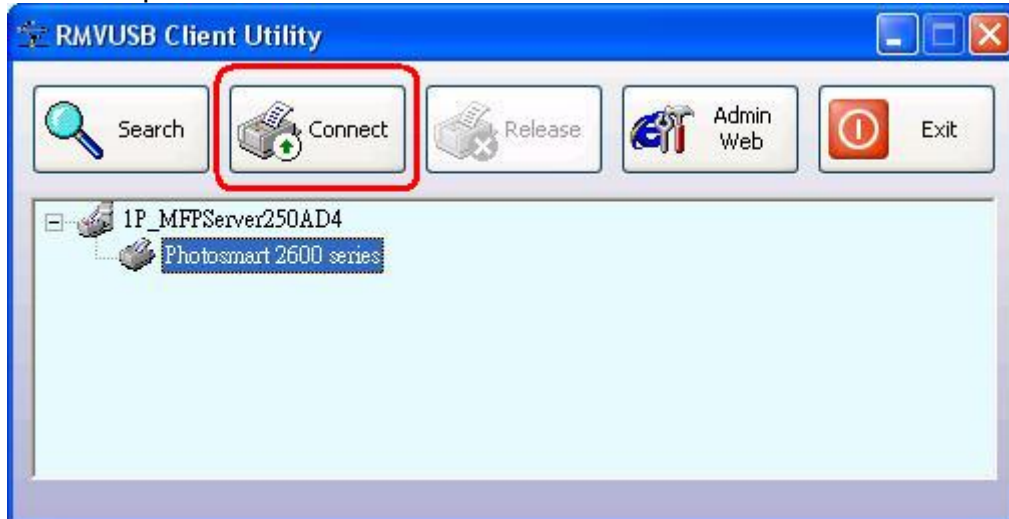 RMVUSB Client Utility
Search
Connect
Release
Admin
Web
Exit
1P_MFPServer250AD4
Photosmart 2600 series